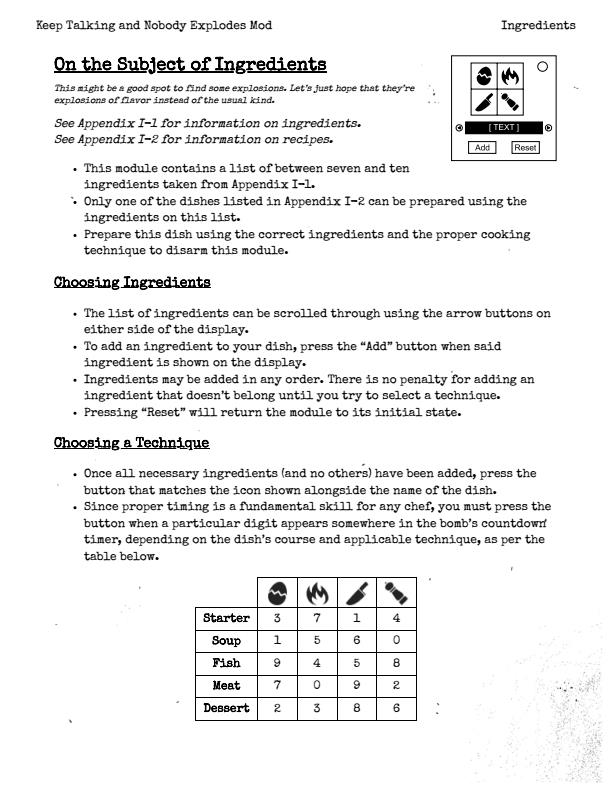 Keep Talking and Nobody Explodes Mod Ingredients
On the Subject of Ingredients
This might be a good spot to find some explosions. Let's just hope that they're
explosions of flavor instead of the usual kind.
See Appendix I-1 for information on ingredients.
See Appendix I-2 for information on recipes.
[TEXT]
Add Reset
• This module contains a list of between seven and ten
ingredients taken from Appendix I-1.
• Only one of the dishes listed in Appendix I-2 can be prepared using the
ingredients on this list.
• Prepare this dish using the correct ingredients and the proper cooking
technique to disarm this module.
Choosing Ingredients
• The list of ingredients can be scrolled through using the arrow buttons on
either side of the display.
• To add an ingredient to your dish, press the “Add” button when said
ingredient is shown on the display.
• Ingredients may be added in any order. There is no penalty for adding an
ingredient that doesn't belong until you try to select a technique.
• Pressing “Reset” will return the module to its initial state.
Choosing a Technique
• Once all necessary ingredients (and no others) have been added, press the
button that matches the icon shown alongside the name of the dish.
• Since proper timing is a fundamental skill for any chef, you must press the
button when a particular digit appears somewhere in the bomb's countdown
timer, depending on the dish's course and applicable technique, as per the
table below.
Starter 3 7 1 4
Soup 1 5 6 0
Fish 9 4 5 8
Meat 7 0 9 2
Dessert 2 3 8 6